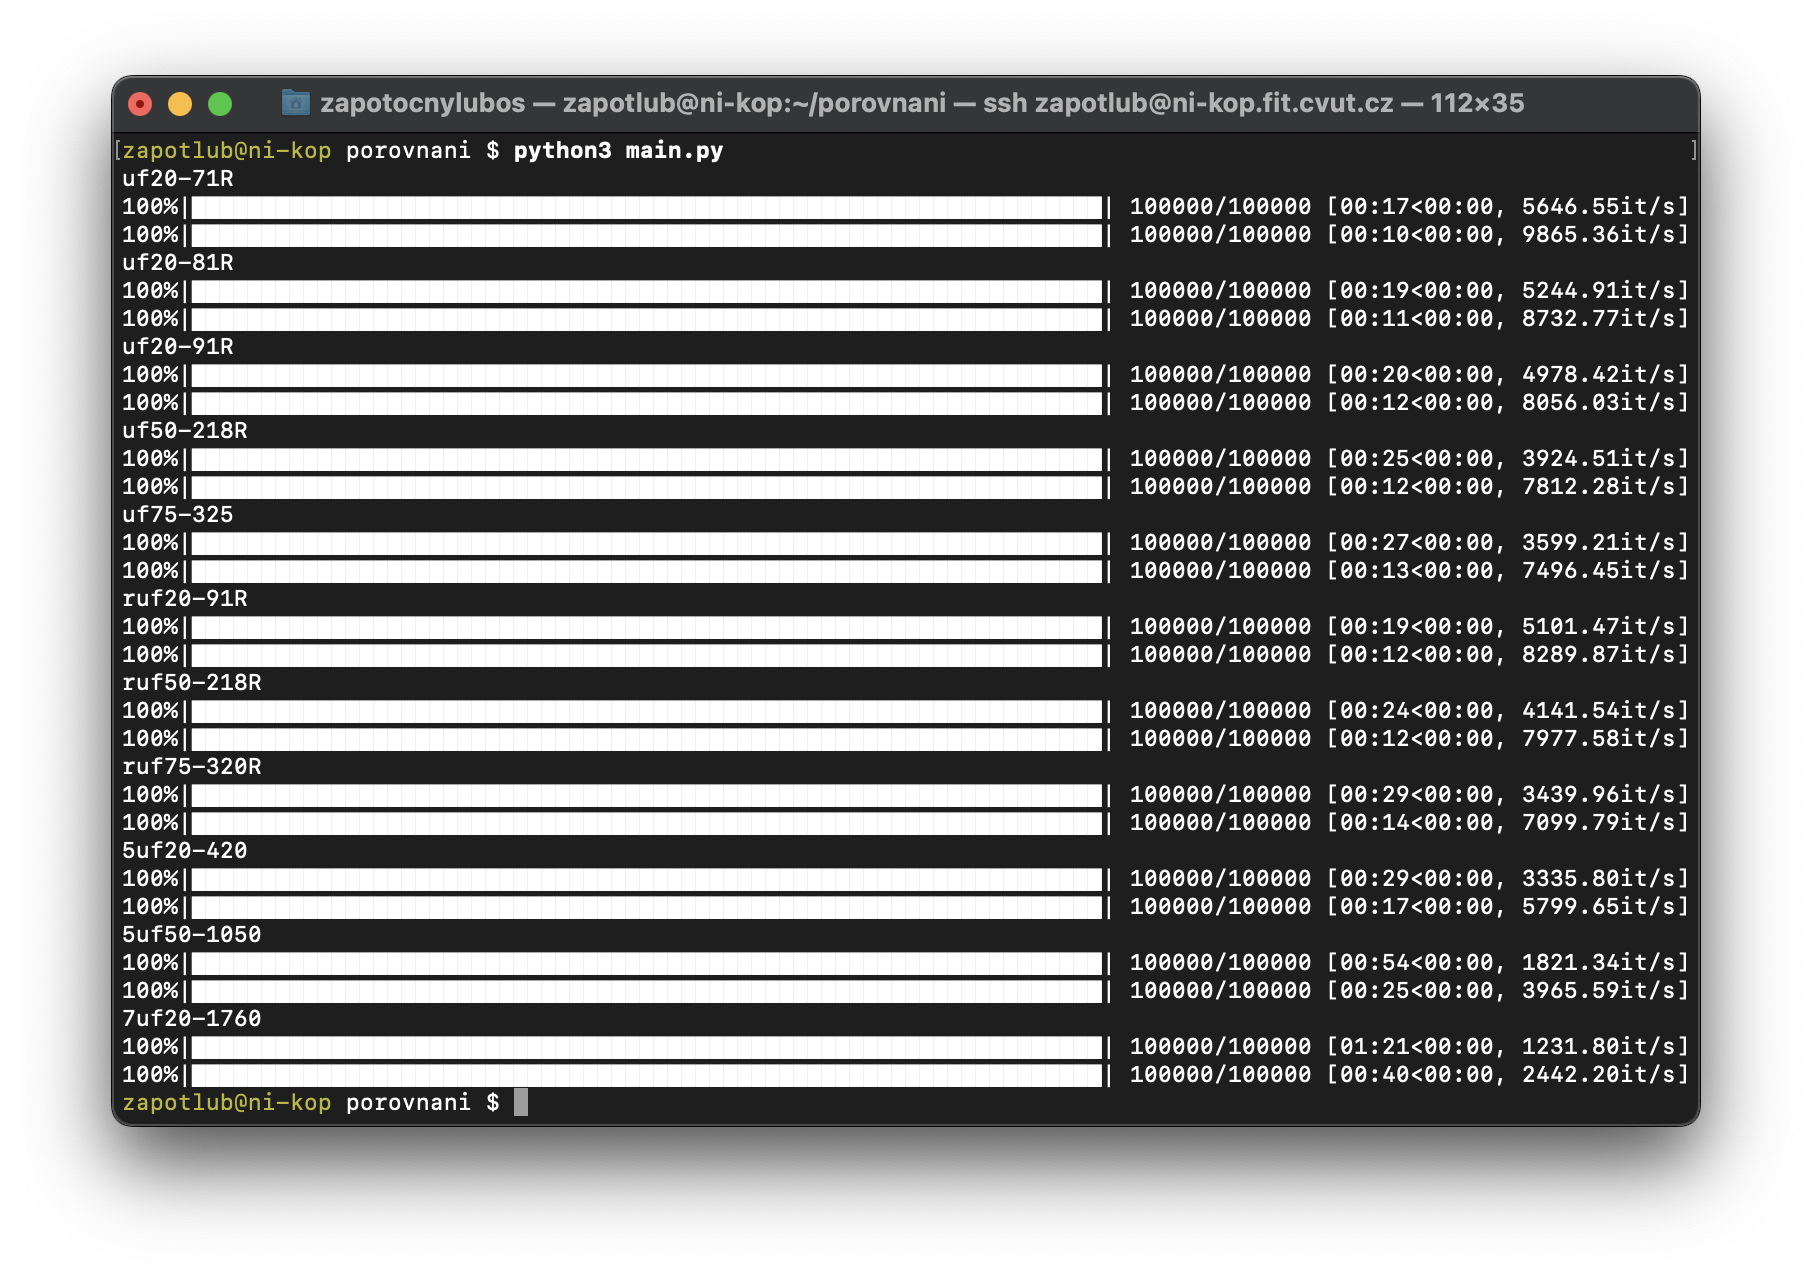 zapotocnylubos — zapotlub@ni-kop:~/porovnani — ssh zapotlub@ni-kop.fit.cvut.cz — 112×35
[zapotlub@ni-kop porovnani $ python3 main.py ]
uf20-71R
100%|██████████| 100000/100000 [00:17<00:00, 5646.55it/s]
100%|██████████| 100000/100000 [00:10<00:00, 9865.36it/s]
uf20-81R
100%|██████████| 100000/100000 [00:19<00:00, 5244.91it/s]
100%|██████████| 100000/100000 [00:11<00:00, 8732.77it/s]
uf20-91R
100%|██████████| 100000/100000 [00:20<00:00, 4978.42it/s]
100%|██████████| 100000/100000 [00:12<00:00, 8056.03it/s]
uf50-218R
100%|██████████| 100000/100000 [00:25<00:00, 3924.51it/s]
100%|██████████| 100000/100000 [00:12<00:00, 7812.28it/s]
uf75-325
100%|██████████| 100000/100000 [00:27<00:00, 3599.21it/s]
100%|██████████| 100000/100000 [00:13<00:00, 7496.45it/s]
ruf20-91R
100%|██████████| 100000/100000 [00:19<00:00, 5101.47it/s]
100%|██████████| 100000/100000 [00:12<00:00, 8289.87it/s]
ruf50-218R
100%|██████████| 100000/100000 [00:24<00:00, 4141.54it/s]
100%|██████████| 100000/100000 [00:12<00:00, 7977.58it/s]
ruf75-320R
100%|██████████| 100000/100000 [00:29<00:00, 3439.96it/s]
100%|██████████| 100000/100000 [00:14<00:00, 7099.79it/s]
5uf20-420
100%|██████████| 100000/100000 [00:29<00:00, 3335.80it/s]
100%|██████████| 100000/100000 [00:17<00:00, 5799.65it/s]
5uf50-1050
100%|██████████| 100000/100000 [00:54<00:00, 1821.34it/s]
100%|██████████| 100000/100000 [00:25<00:00, 3965.59it/s]
7uf20-1760
100%|██████████| 100000/100000 [01:21<00:00, 1231.80it/s]
100%|██████████| 100000/100000 [00:40<00:00, 2442.20it/s]
zapotlub@ni-kop porovnani $